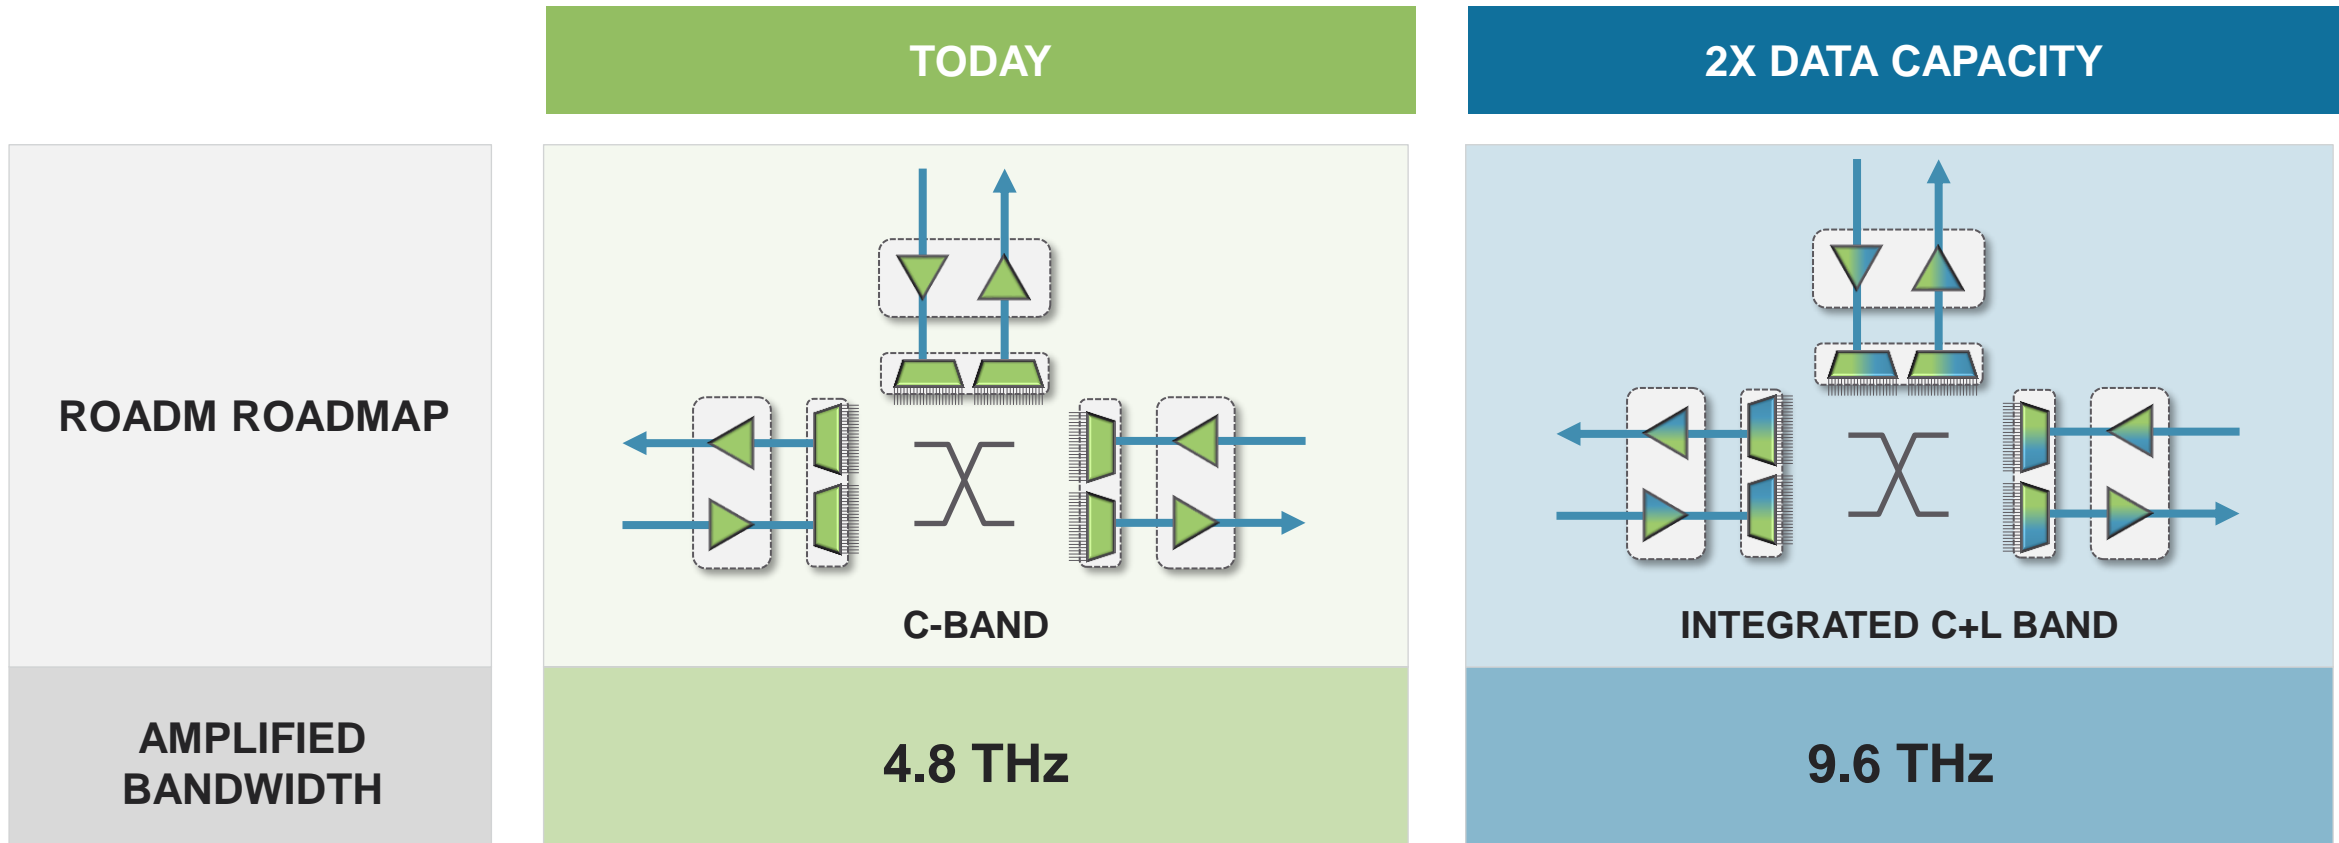 TODAY
2X DATA CAPACITY
ROADM ROADMAP
C-BAND
INTEGRATED C+L BAND
AMPLIFIED
BANDWIDTH
4.8 THz
9.6 THz